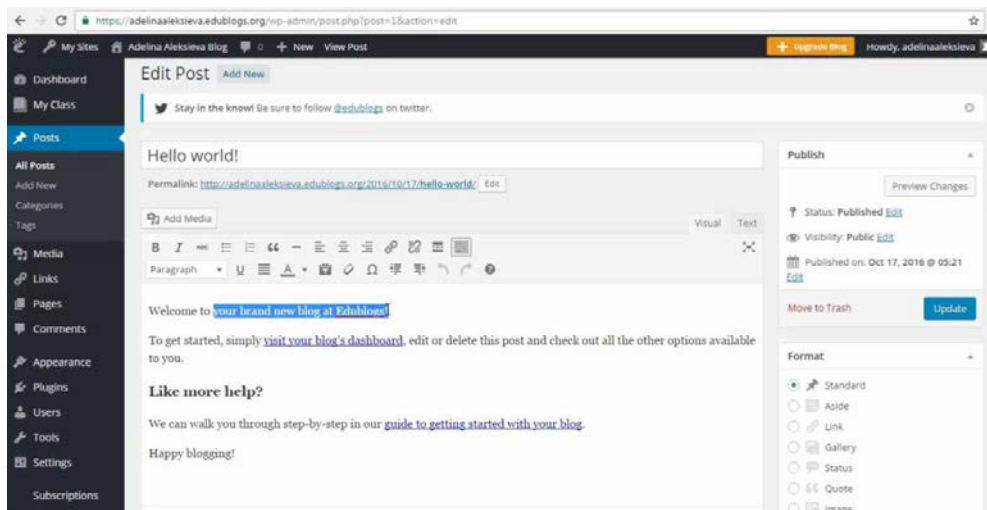 https://adelinaaleksieva.edublogs.org/wp-admin/post.php?post=1&action=edit
My Sites Adelina Aleksieva Blog 0 + New View Post Upgrade Blog Howdy, adelinaaleksieva
Dashboard
My Class
Posts
All Posts
Add New
Categories
Tags
Media
Links
Pages
Comments
Appearance
Plugins
Users
Tools
Settings
Subscriptions
Edit Post Add New
Stay in the know! Be sure to follow @edublogs on twitter.
Hello world!
Permalink: http://adelinaaleksieva.edublogs.org/2016/10/17/hello-world/ Edit
Add Media Visual Text
Paragraph
Welcome to your brand new blog at Edublogs!
To get started, simply visit your blog's dashboard, edit or delete this post and check out all the other options available
to you.
Like more help?
We can walk you through step-by-step in our guide to getting started with your blog.
Happy blogging!
Publish
Preview Changes
Status: Published Edit
Visibility: Public Edit
Published on: Oct 17, 2016 @ 05:21
Edit
Move to Trash Update
Format
Standard
Aside
Link
Gallery
Status
Quote
Image